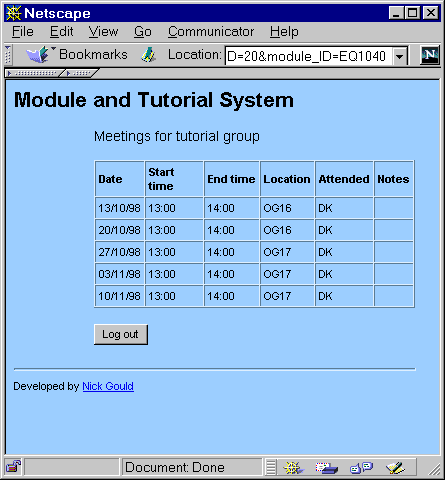 Netscape
File Edit View Go Communicator Help
Bookmarks Location: D=20&module_ID=EQ1040 N
Module and Tutorial System
Meetings for tutorial group
Date Start time End time Location Attended Notes
13/10/98 13:00 14:00 OG16 DK
20/10/98 13:00 14:00 OG16 DK
27/10/98 13:00 14:00 OG17 DK
03/11/98 13:00 14:00 OG17 DK
10/11/98 13:00 14:00 OG17 DK
Log out
Developed by Nick Gould
Document: Done